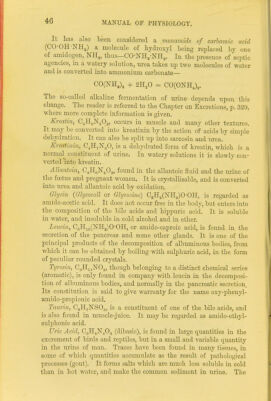 46 MANUAL OF PHYSIOLOGY.
It has also been considered a monamide of carbamic acid
(CO·OH·NH₂) a molecule of hydroxyl being replaced by one
of amidogen, NH₂, thus—CO·NH₂·NH₂. In the presence of septic
agencies, in a watery solution, urea takes up two molecules of water
and is converted into ammonium carbonate—
CO(NH₂)₂ + 2H₂O = CO(ONH₄)₂.
The so-called alkaline fermentation of urine depends upon this
change. The reader is referred to the Chapter on Excretions, p. 329,
where more complete information is given.
Kreatin, C₄H₉N₃O₂, occurs in muscle and many other textures.
It may be converted into kreatinin by the action of acids by simple
dehydration. It can also be split up into sarcosin and urea.
Kreatinin, C₄H₇N₃O, is a dehydrated form of kreatin, which is a
normal constituent of urine. In watery solutions it is slowly con-
verted into kreatin.
Allantoin, C₄H₆N₄O₃, found in the allantoic fluid and the urine of
the fœtus and pregnant women. It is crystallizable, and is converted
into urea and allantoic acid by oxidation.
Glycin (Glycocoll or Glycocine) C₂H₂(NH₂)O·OH, is regarded as
amido-acetic acid. It does not occur free in the body, but enters into
the composition of the bile acids and hippuric acid. It is soluble
in water, and insoluble in cold alcohol and in ether.
Leucin, C₆H₁₀(NH₂)O·OH, or amido-caproic acid, is found in the
secretion of the pancreas and some other glands. It is one of the
principal products of the decomposition of albuminous bodies, from
which it can be obtained by boiling with sulphuric acid, in the form
of peculiar rounded crystals.
Tyrosin, C₉H₁₁NO₃, though belonging to a distinct chemical series
(aromatic), is only found in company with leucin in the decomposi-
tion of albuminous bodies, and normally in the pancreatic secretion.
Its constitution is said to give warranty for the name oxy-phenyl-
amido-propionic acid.
Taurin, C₂H₇NSO₃, is a constituent of one of the bile acids, and
is also found in muscle-juice. It may be regarded as amido-ethyl-
sulphonic acid.
Uric Acid, C₅H₄N₄O₃ (dibasic), is found in large quantities in the
excrement of birds and reptiles, but in a small and variable quantity
in the urine of man. Traces have been found in many tissues, in
some of which quantities accumulate as the result of pathological
processes (gout). It forms salts which are much less soluble in cold
than in hot water, and make the common sediment in urine. The